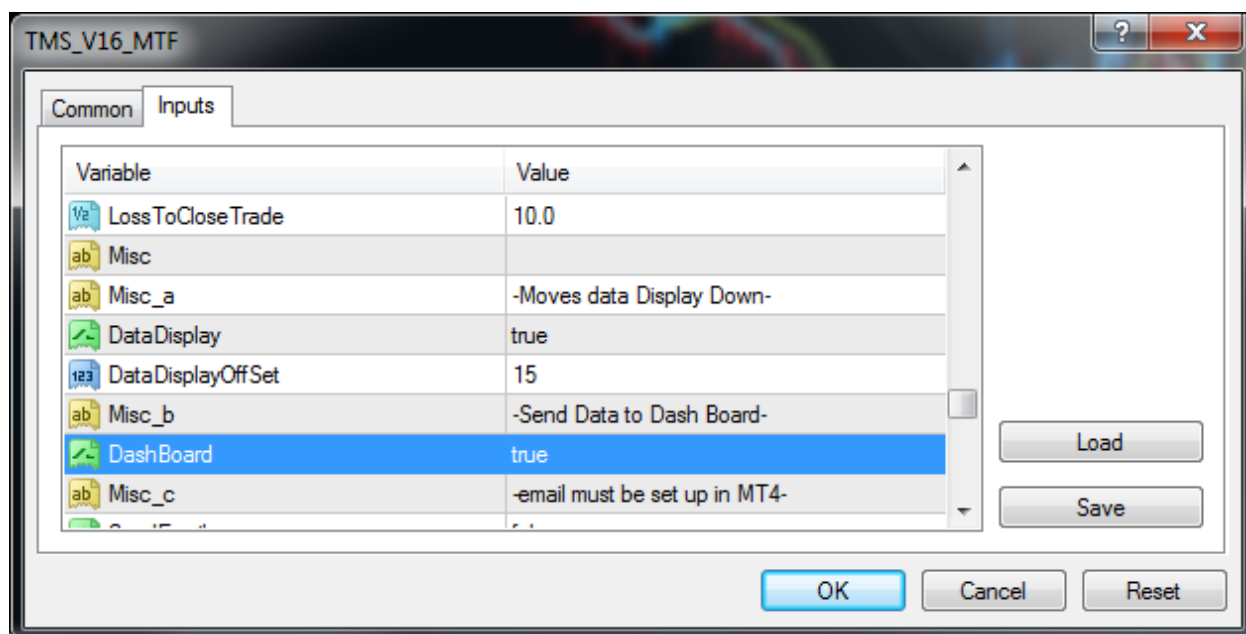 TMS_V16_MTF
Common Inputs
Variable Value
LossToCloseTrade 10.0
Misc
Misc_a -Moves data Display Down-
DataDisplay true
DataDisplayOffSet 15
Misc_b -Send Data to Dash Board-
DashBoard true
Misc_c -email must be set up in MT4-
Load
Save
OK Cancel Reset